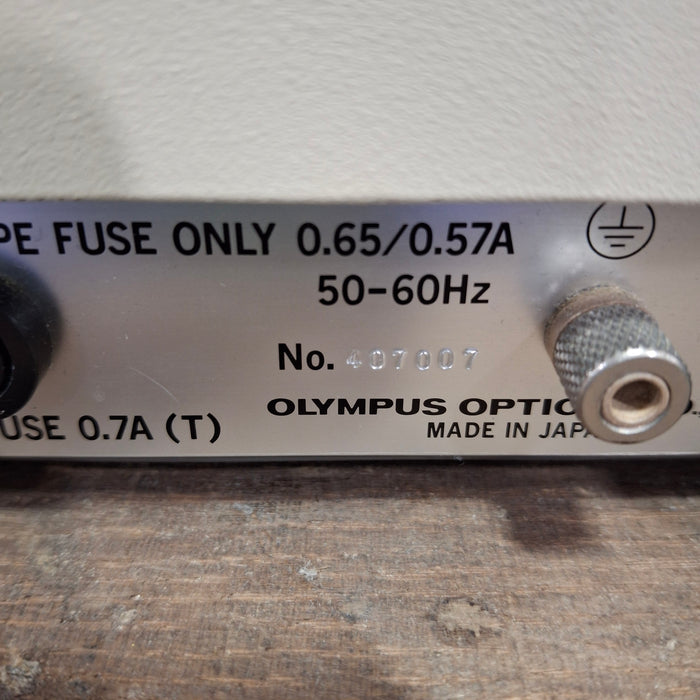 PE FUSE ONLY 0.65/0.57A
50-60Hz
No. 407007
USE 0.7A (T)
OLYMPUS OPTIC
MADE IN JAPA